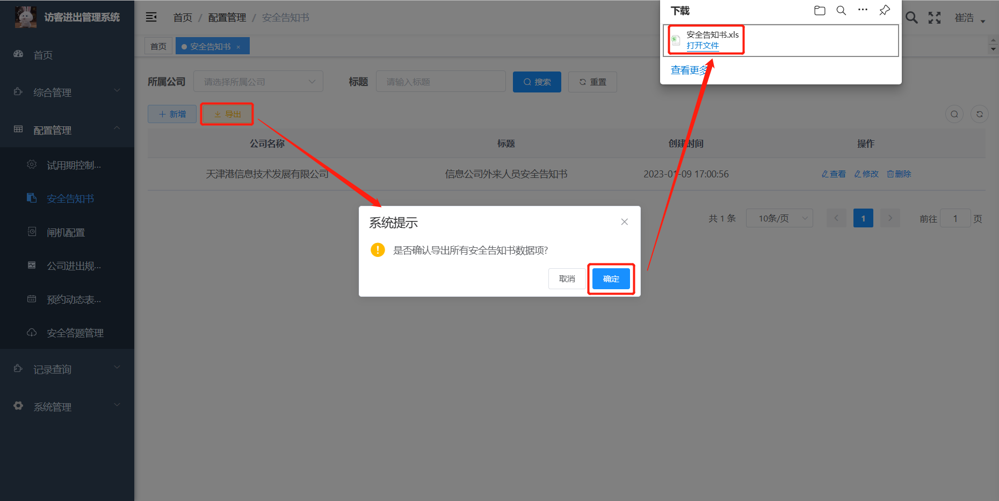 访客进出管理系统
首页 / 配置管理 / 安全告知书
崔浩
首页
安全告知书 ×
下载
安全告知书.xls
打开文件
查看更多
首页
综合管理
配置管理
试用期控制...
安全告知书
闸机配置
公司进出规...
预约动态表...
安全答题管理
记录查询
系统管理
所属公司 请选择所属公司 标题 请输入标题 搜索 重置
新增 导出
公司名称 标题 创建时间 操作
天津港信息技术发展有限公司 信息公司外来人员安全告知书 2023-01-09 17:00:56 查看 修改 删除
共 1 条 10条/页 1 前往 1 页
系统提示
是否确认导出所有安全告知书数据项?
取消 确定